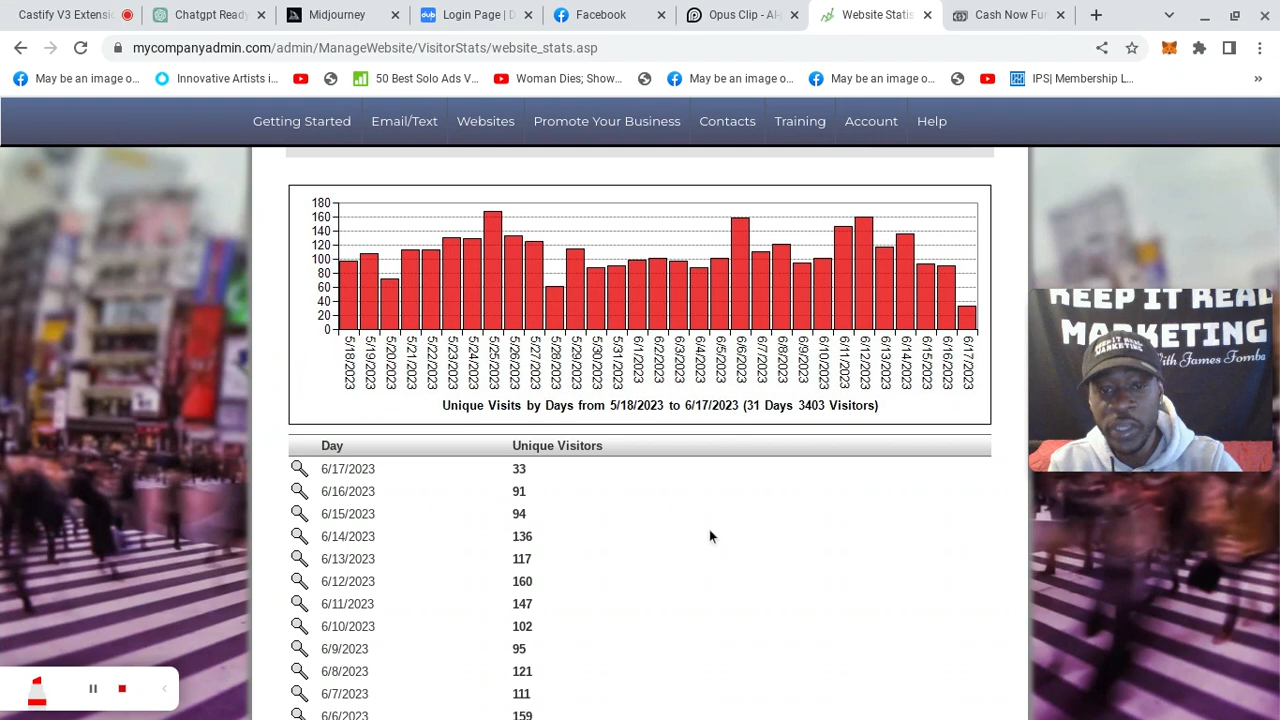 Castify V3 Extensi
Chatgpt Ready
Midjourney
Login Page | D
Facebook
Opus Clip - AI-p
Website Statis
Cash Now Fun
mycompanyadmin.com/admin/ManageWebsite/VisitorStats/website_stats.asp
May be an image o...
Innovative Artists i...
50 Best Solo Ads V...
Woman Dies; Show...
May be an image o...
May be an image o...
IPS| Membership L...
Getting Started
Email/Text
Websites
Promote Your Business
Contacts
Training
Account
Help
180
160
140
120
100
80
60
40
20
0
5/18/2023
5/19/2023
5/20/2023
5/21/2023
5/22/2023
5/23/2023
5/24/2023
5/25/2023
5/26/2023
5/27/2023
5/28/2023
5/29/2023
5/30/2023
5/31/2023
6/1/2023
6/2/2023
6/3/2023
6/4/2023
6/5/2023
6/6/2023
6/7/2023
6/8/2023
6/9/2023
6/10/2023
6/11/2023
6/12/2023
6/13/2023
6/14/2023
6/15/2023
6/16/2023
6/17/2023
Unique Visits by Days from 5/18/2023 to 6/17/2023 (31 Days 3403 Visitors)
KEEP IT REAL
MARKETING
With James Fomba
KEEP IT REAL
MARKETING
Day Unique Visitors
6/17/2023 33
6/16/2023 91
6/15/2023 94
6/14/2023 136
6/13/2023 117
6/12/2023 160
6/11/2023 147
6/10/2023 102
6/9/2023 95
6/8/2023 121
6/7/2023 111
6/6/2023 159